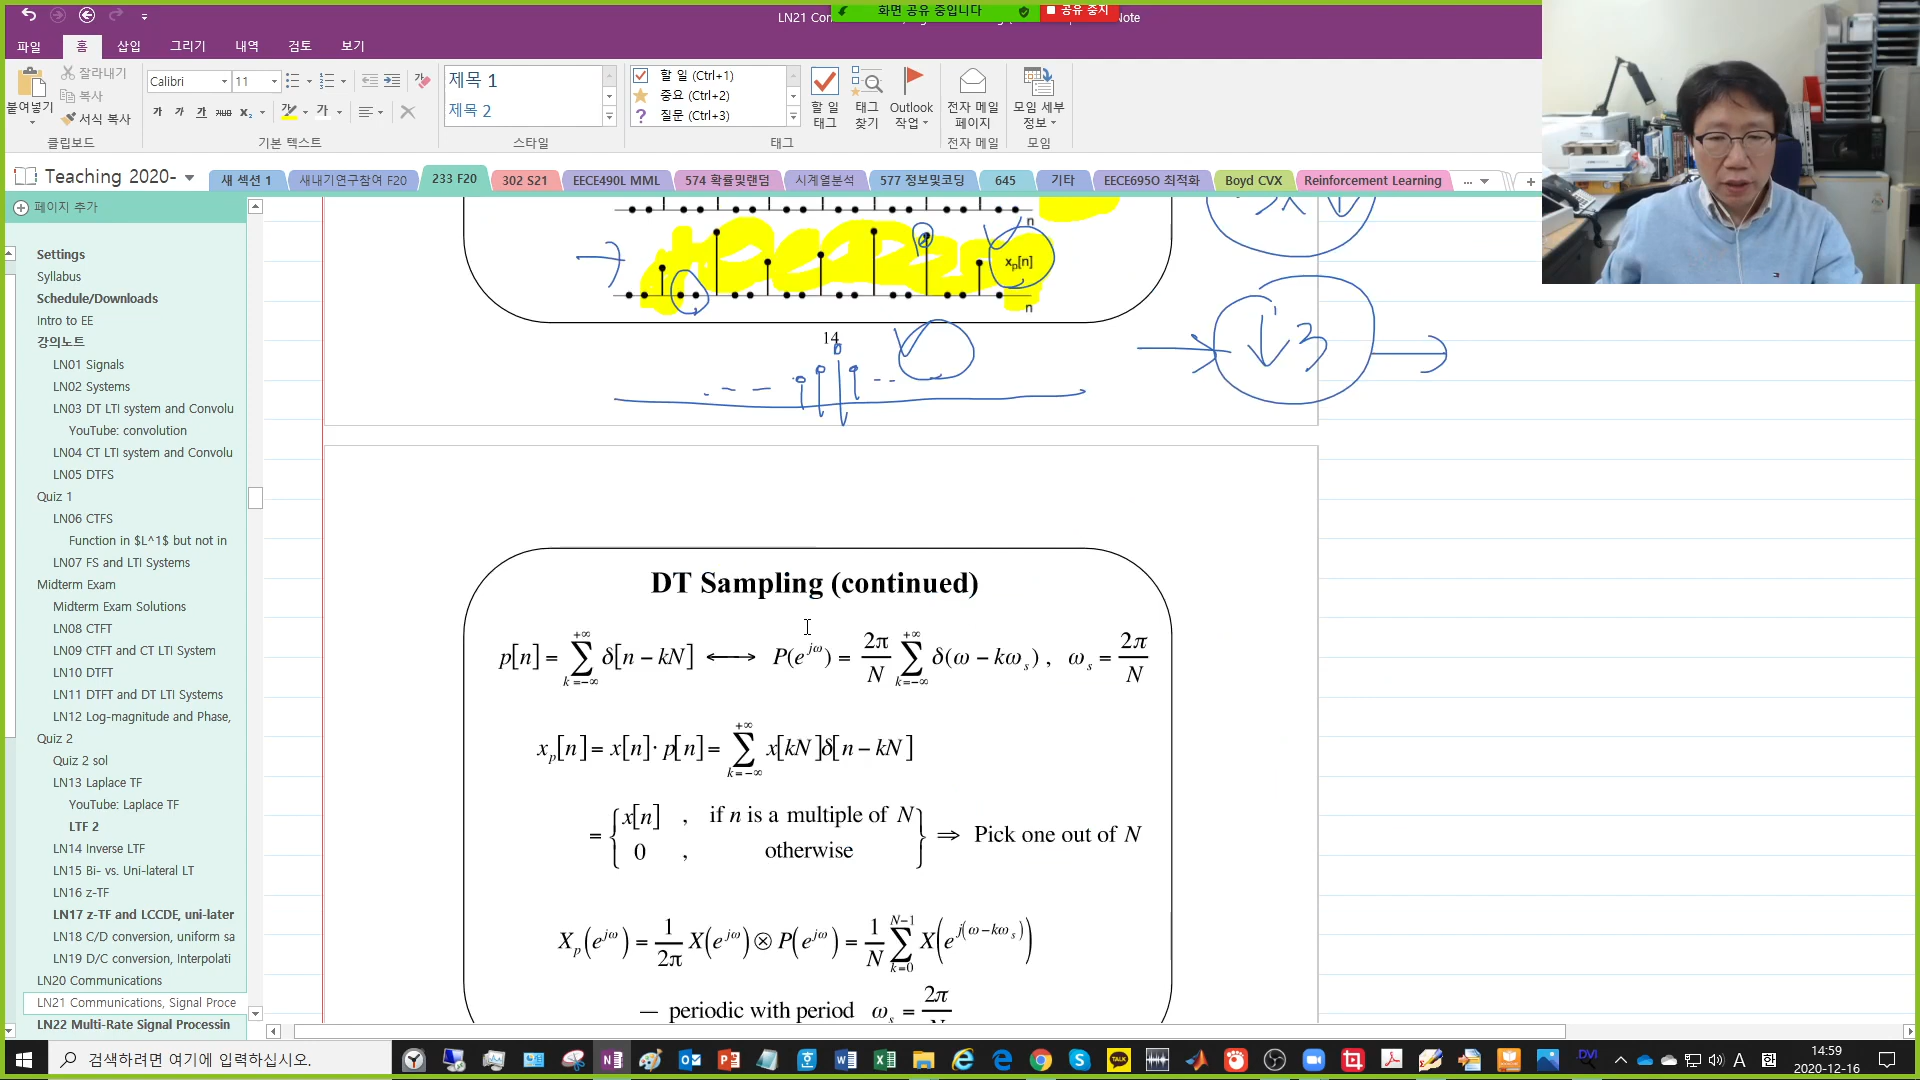 LN21 Con
Note
화면 공유 중입니다
공유 중지
파일 홈 삽입 그리기 내역 검토 보기
붙여넣기
잘라내기
복사
서식 복사
클립보드
Calibri 11
가 가 가
기본 텍스트
제목 1
제목 2
스타일
할 일 (Ctrl+1)
중요 (Ctrl+2)
질문 (Ctrl+3)
할 일 태그
태그 찾기
Outlook 작업
태그
전자 메일 페이지
전자 메일
모임 세부 정보
모임
Teaching 2020-
새 섹션 1
새내기연구참여 F20
233 F20
302 S21
EECE490L MML
574 확률및랜덤
시계열분석
577 정보및코딩
645
기타
EECE695O 최적화
Boyd CVX
Reinforcement Learning
...
페이지 추가
Settings
Syllabus
Schedule/Downloads
Intro to EE
강의노트
LN01 Signals
LN02 Systems
LN03 DT LTI system and Convolu
YouTube: convolution
LN04 CT LTI system and Convolu
LN05 DTFS
Quiz 1
LN06 CTFS
Function in $L^1$ but not in
LN07 FS and LTI Systems
Midterm Exam
Midterm Exam Solutions
LN08 CTFT
LN09 CTFT and CT LTI System
LN10 DTFT
LN11 DTFT and DT LTI Systems
LN12 Log-magnitude and Phase,
Quiz 2
Quiz 2 sol
LN13 Laplace TF
YouTube: Laplace TF
LTF 2
LN14 Inverse LTF
LN15 Bi- vs. Uni-lateral LT
LN16 z-TF
LN17 z-TF and LCCDE, uni-later
LN18 C/D conversion, uniform sa
LN19 D/C conversion, Interpolati
LN20 Communications
LN21 Communications, Signal Proce
LN22 Multi-Rate Signal Processin
n
x_p[n]
n
14
↓3
DT Sampling (continued)
p[n] = ∑_{k=-∞}^{+∞} δ[n − kN] ⟷ P(e^{jω}) = 2π/N ∑_{k=-∞}^{+∞} δ(ω − kω_s) , ω_s = 2π/N
x_p[n] = x[n]· p[n] = ∑_{k=-∞}^{+∞} x[kN]δ[n − kN]
= { x[n] , if n is a multiple of N
0 , otherwise } ⇒ Pick one out of N
X_p(e^{jω}) = 1/2π X(e^{jω}) ⊗ P(e^{jω}) = 1/N ∑_{k=0}^{N-1} X(e^{j(ω−kω_s)})
— periodic with period ω_s = 2π/N
검색하려면 여기에 입력하십시오.
A 한
14:59
2020-12-16